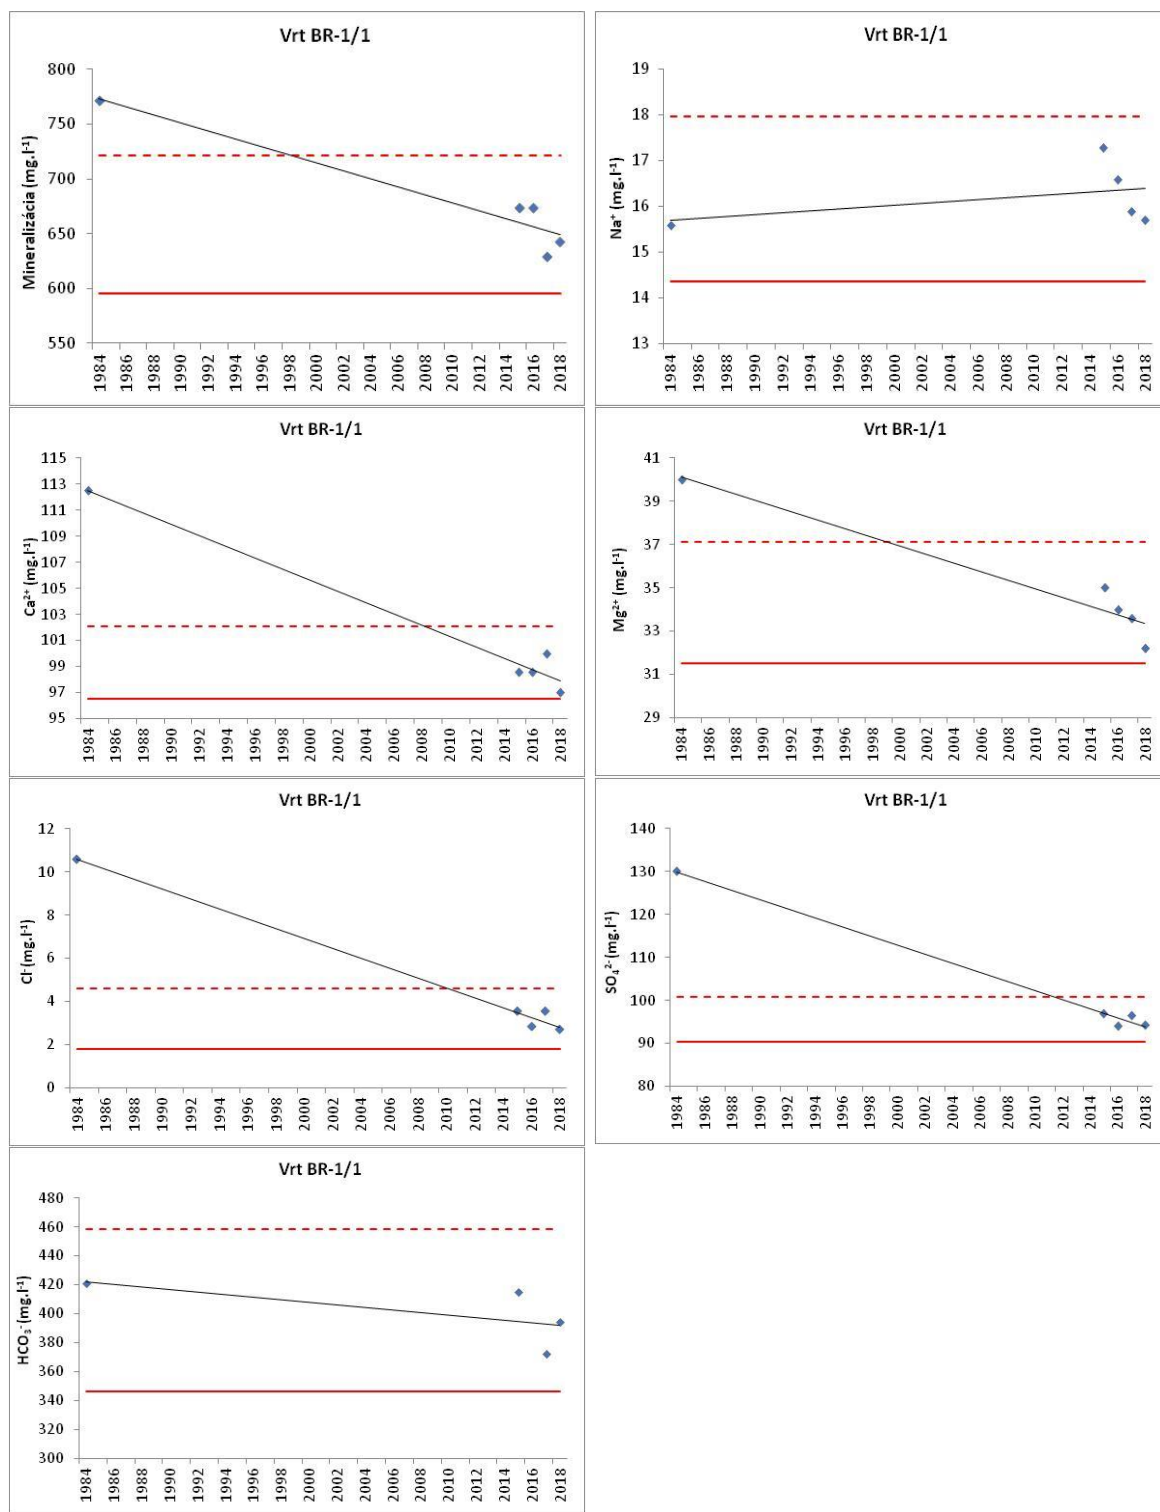 Vrt BR-1/1
Mineralizácia (mg.l⁻¹)
800
750
700
650
600
550
1984 1986 1988 1990 1992 1994 1996 1998 2000 2002 2004 2006 2008 2010 2012 2014 2016 2018
Vrt BR-1/1
Na⁺ (mg.l⁻¹)
19
18
17
16
15
14
13
1984 1986 1988 1990 1992 1994 1996 1998 2000 2002 2004 2006 2008 2010 2012 2014 2016 2018
Vrt BR-1/1
Ca²⁺ (mg.l⁻¹)
115
113
111
109
107
105
103
101
99
97
95
1984 1986 1988 1990 1992 1994 1996 1998 2000 2002 2004 2006 2008 2010 2012 2014 2016 2018
Vrt BR-1/1
Mg²⁺ (mg.l⁻¹)
41
39
37
35
33
31
29
1984 1986 1988 1990 1992 1994 1996 1998 2000 2002 2004 2006 2008 2010 2012 2014 2016 2018
Vrt BR-1/1
Cl⁻ (mg.l⁻¹)
12
10
8
6
4
2
0
1984 1986 1988 1990 1992 1994 1996 1998 2000 2002 2004 2006 2008 2010 2012 2014 2016 2018
Vrt BR-1/1
SO₄²⁻ (mg.l⁻¹)
140
130
120
110
100
90
80
1984 1986 1988 1990 1992 1994 1996 1998 2000 2002 2004 2006 2008 2010 2012 2014 2016 2018
Vrt BR-1/1
HCO₃⁻ (mg.l⁻¹)
480
460
440
420
400
380
360
340
320
300
1984 1986 1988 1990 1992 1994 1996 1998 2000 2002 2004 2006 2008 2010 2012 2014 2016 2018